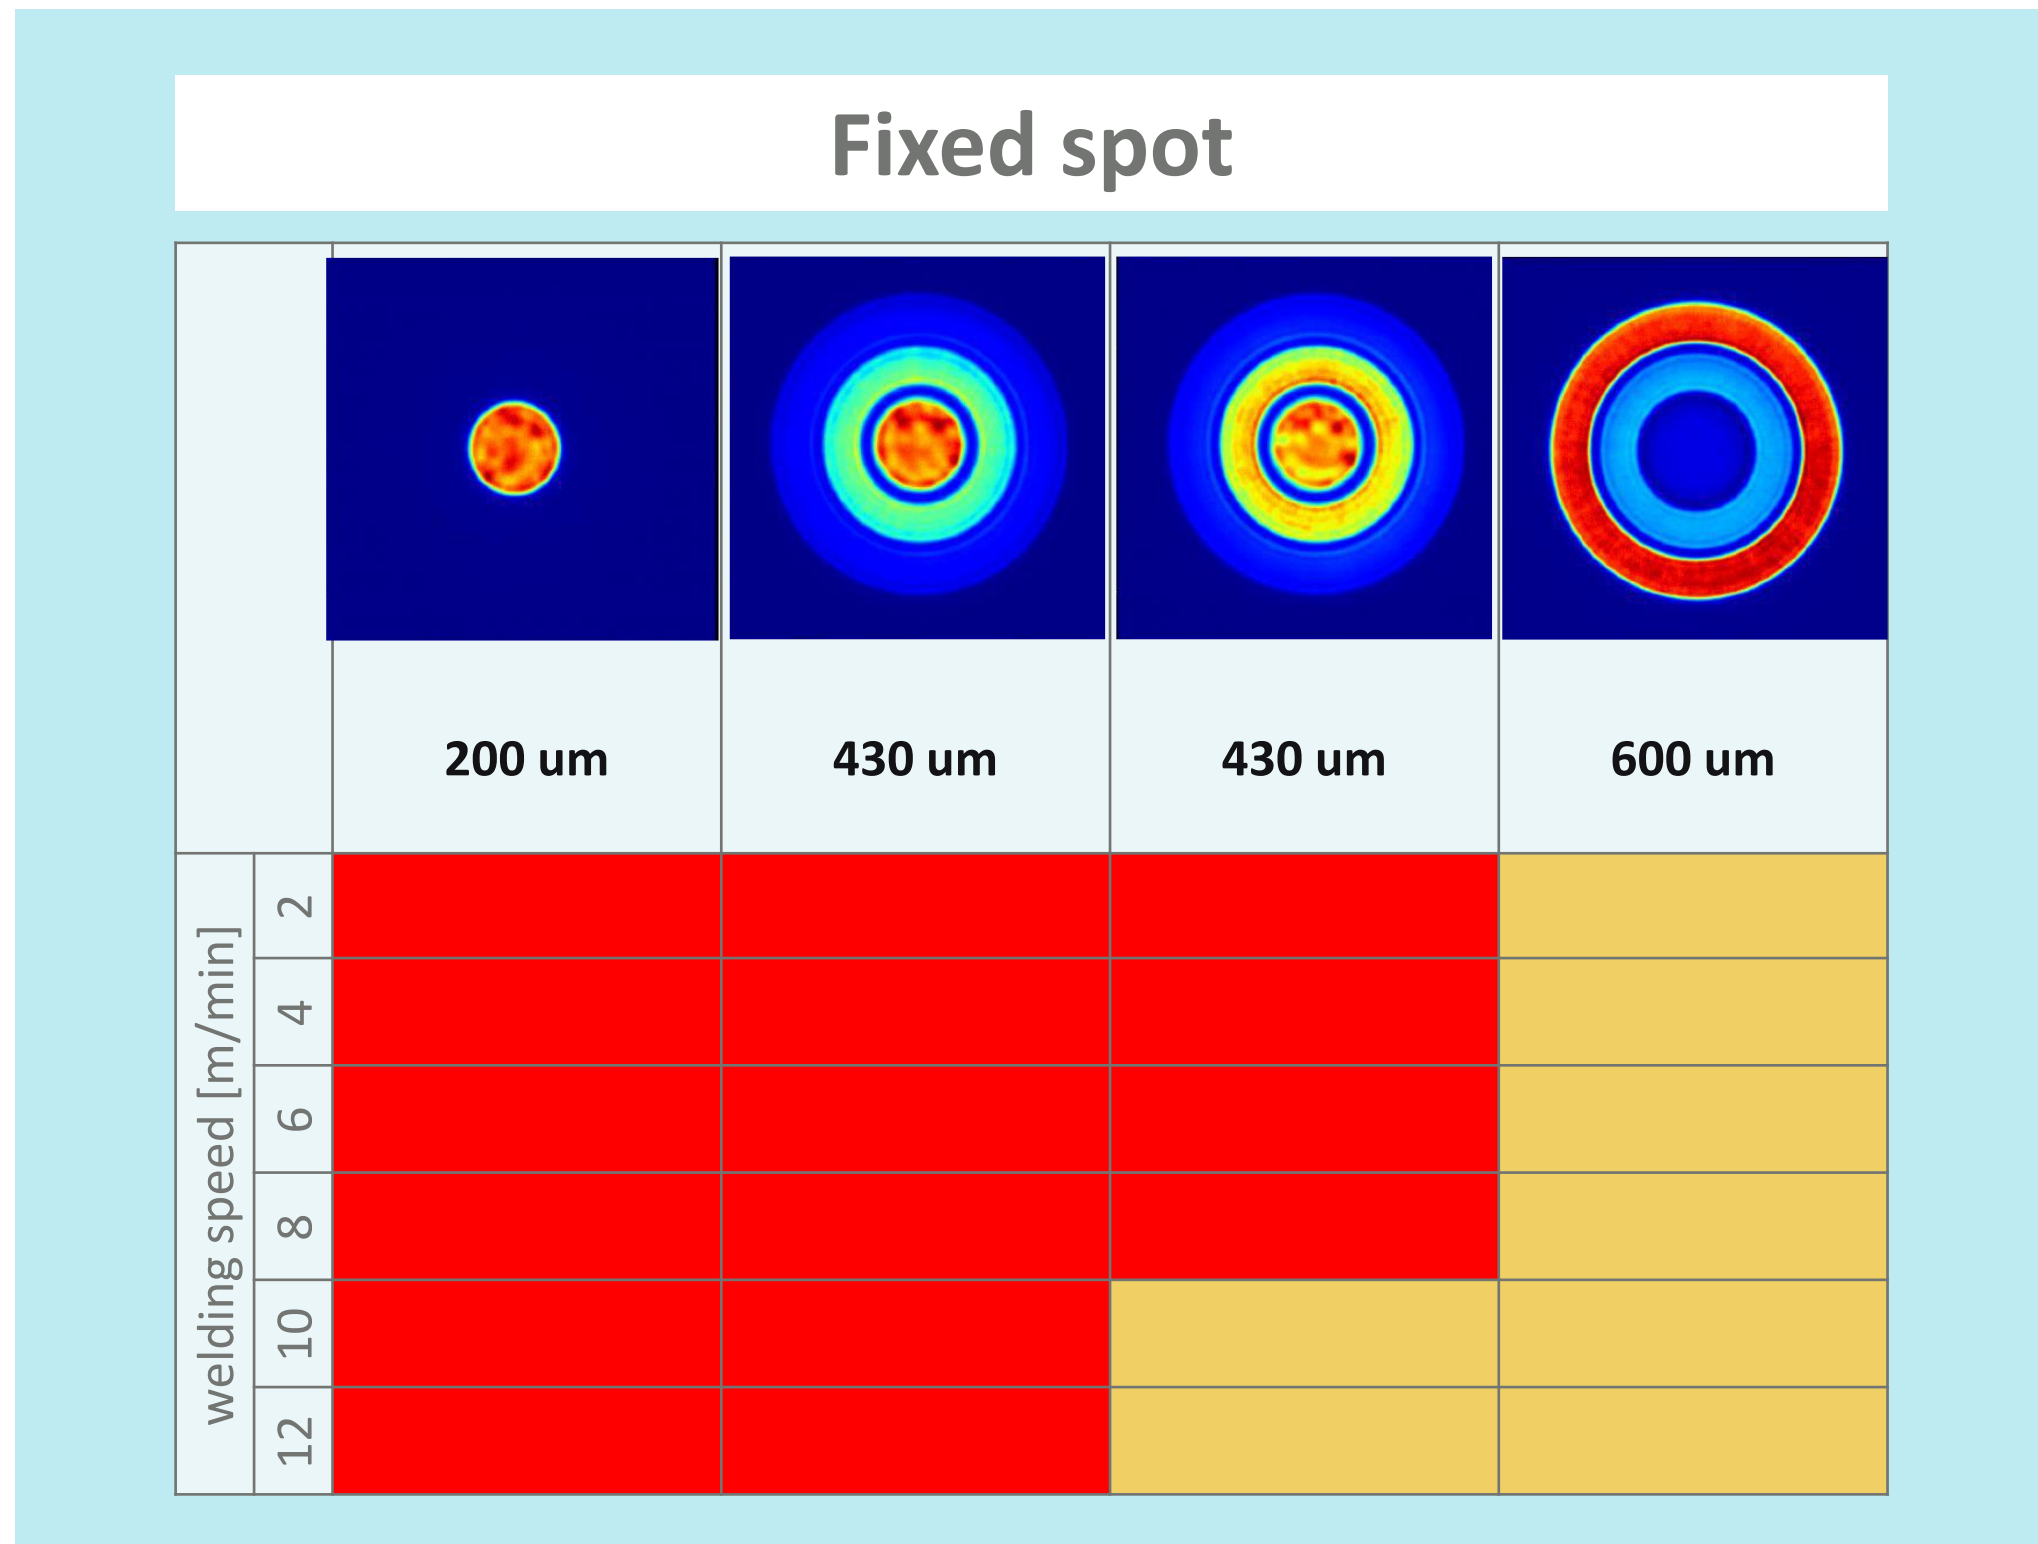 Fixed spot
200 um
430 um
430 um
600 um
welding speed [m/min]
2
4
6
8
10
12